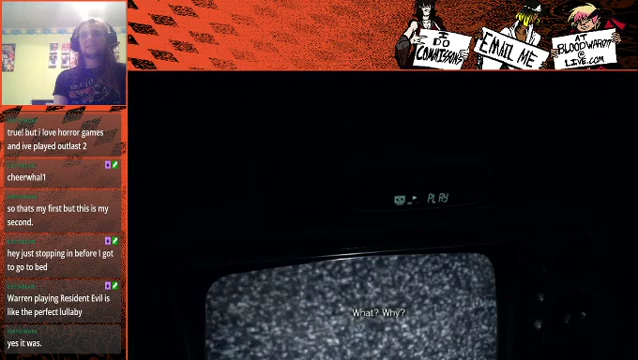 I DO
COMMISSIONS
EMAIL ME
AT
BLOODWARD77
@
LIVE.COM
true! but i love horror games
and ive played outlast 2
cheerwhal1
so thats my first but this is my
second.
hey just stopping in before I got
to go to bed
Warren playing Resident Evil is
like the perfect lullaby
yes it was.
PLAY
What? Why?